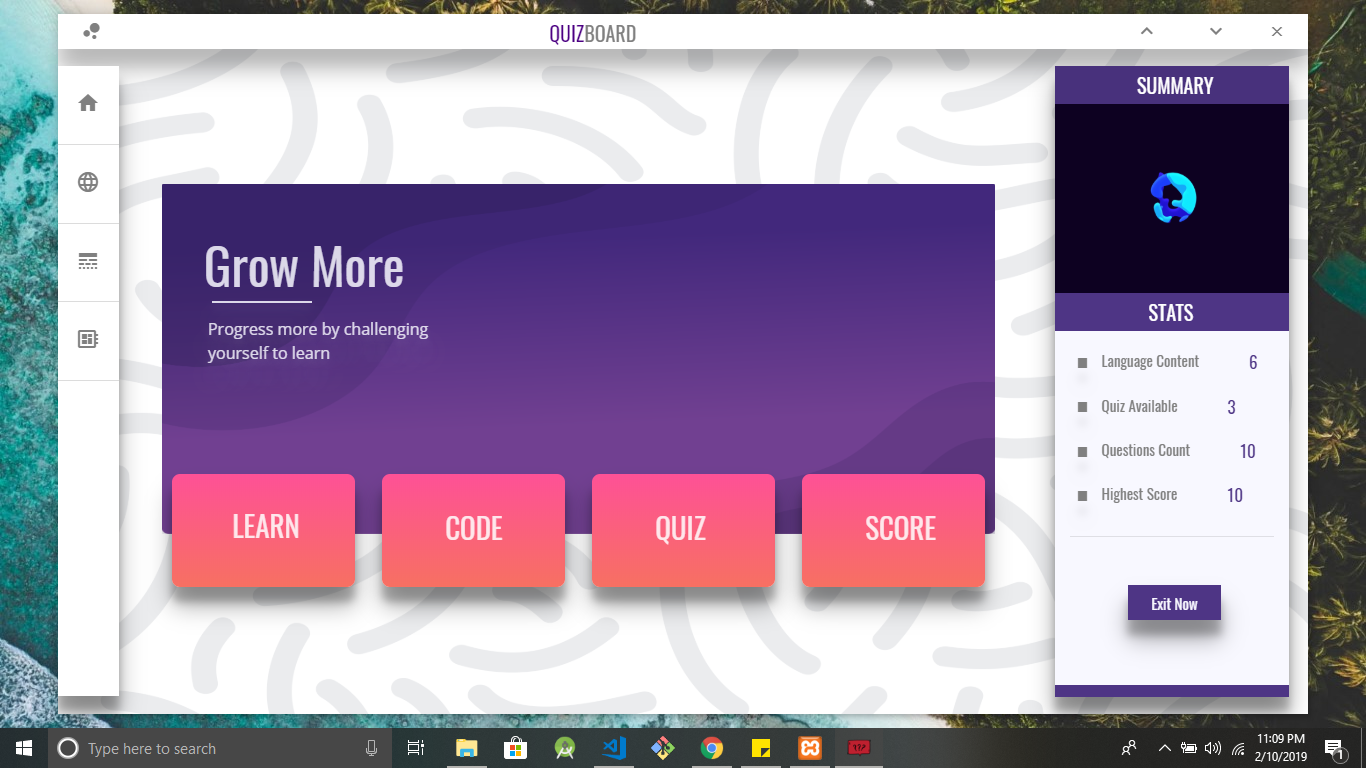 QUIZBOARD
SUMMARY
Grow More
Progress more by challenging
yourself to learn
LEARN
CODE
QUIZ
SCORE
STATS
Language Content 6
Quiz Available 3
Questions Count 10
Highest Score 10
Exit Now
Type here to search
11:09 PM
2/10/2019
1